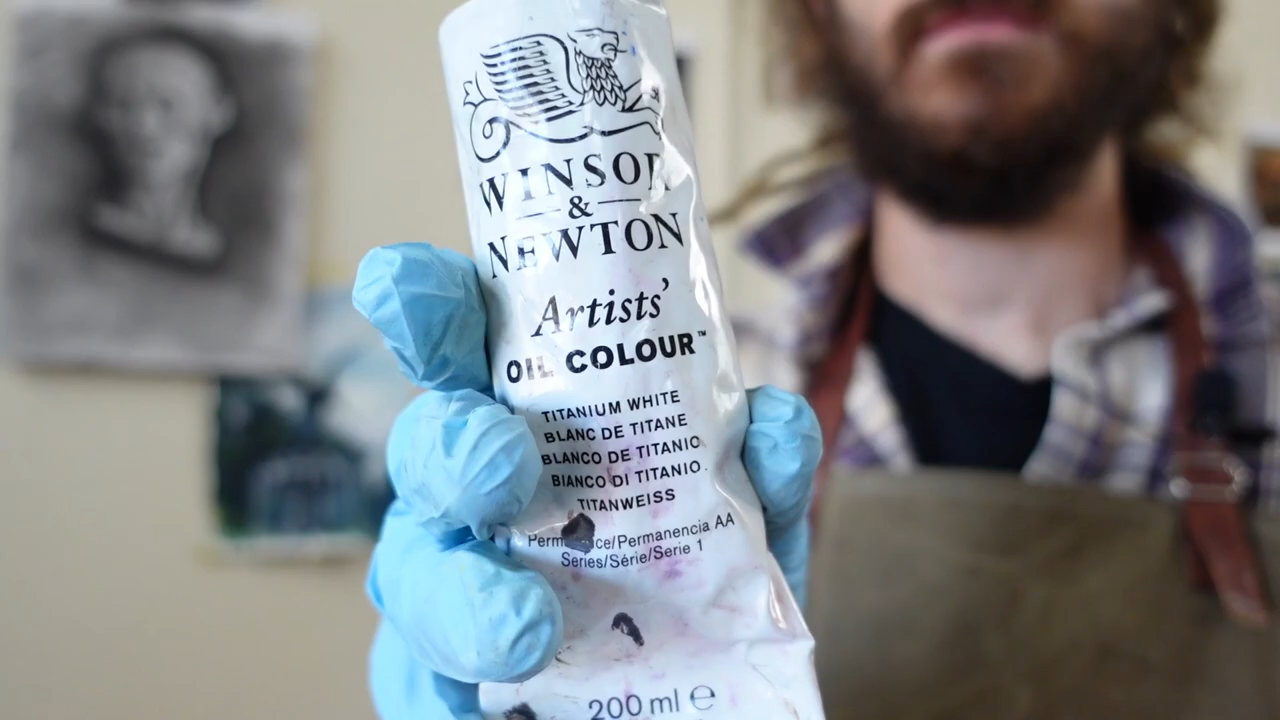 WINSOR
&
NEWTON
Artists'
OIL COLOUR™
TITANIUM WHITE
BLANC DE TITANE
BLANCO DE TITANIO
BIANCO DI TITANIO
TITANWEISS
Permanence/Permanencia AA
Series/Série/Serie 1
200 ml ℮